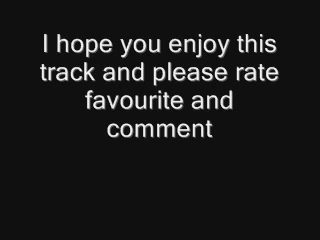 I hope you enjoy this
track and please rate
favourite and
comment